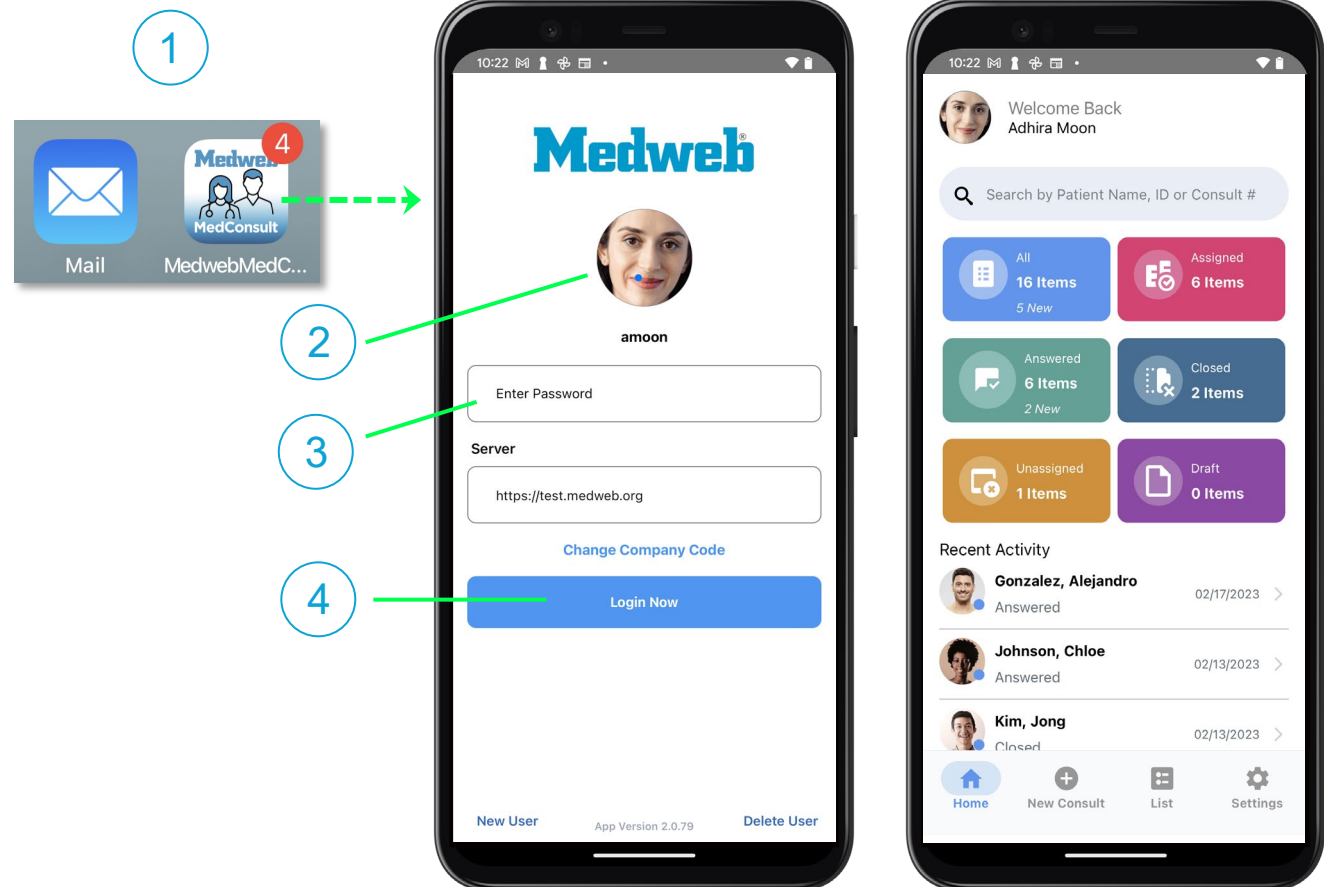 1
Medweb
4
MedConsult
Mail
MedwebMedC...
2
3
4
10:22
Medweb®
amoon
Enter Password
Server
https://test.medweb.org
Change Company Code
Login Now
New User
App Version 2.0.79
Delete User
10:22
Welcome Back
Adhira Moon
Search by Patient Name, ID or Consult #
All
16 Items
5 New
Assigned
6 Items
Answered
6 Items
2 New
Closed
2 Items
Unassigned
1 Items
Draft
0 Items
Recent Activity
Gonzalez, Alejandro
Answered
02/17/2023
Johnson, Chloe
Answered
02/13/2023
Kim, Jong
Closed
02/13/2023
Home
New Consult
List
Settings